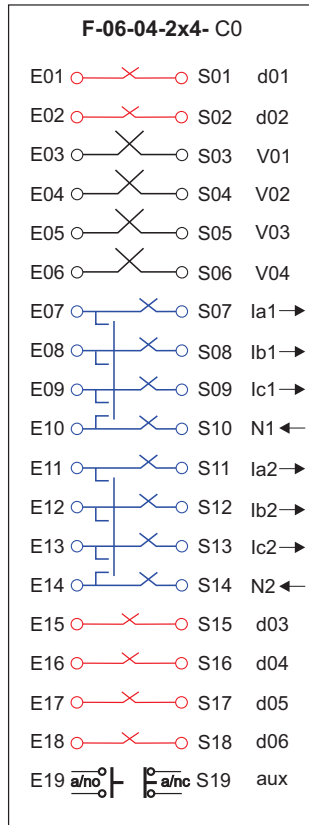 F-06-04-2x4- C0
E01 S01 d01
E02 S02 d02
E03 S03 V01
E04 S04 V02
E05 S05 V03
E06 S06 V04
E07 S07 Ia1
E08 S08 Ib1
E09 S09 Ic1
E10 S10 N1
E11 S11 Ia2
E12 S12 Ib2
E13 S13 Ic2
E14 S14 N2
E15 S15 d03
E16 S16 d04
E17 S17 d05
E18 S18 d06
E19 a/no a/nc S19 aux